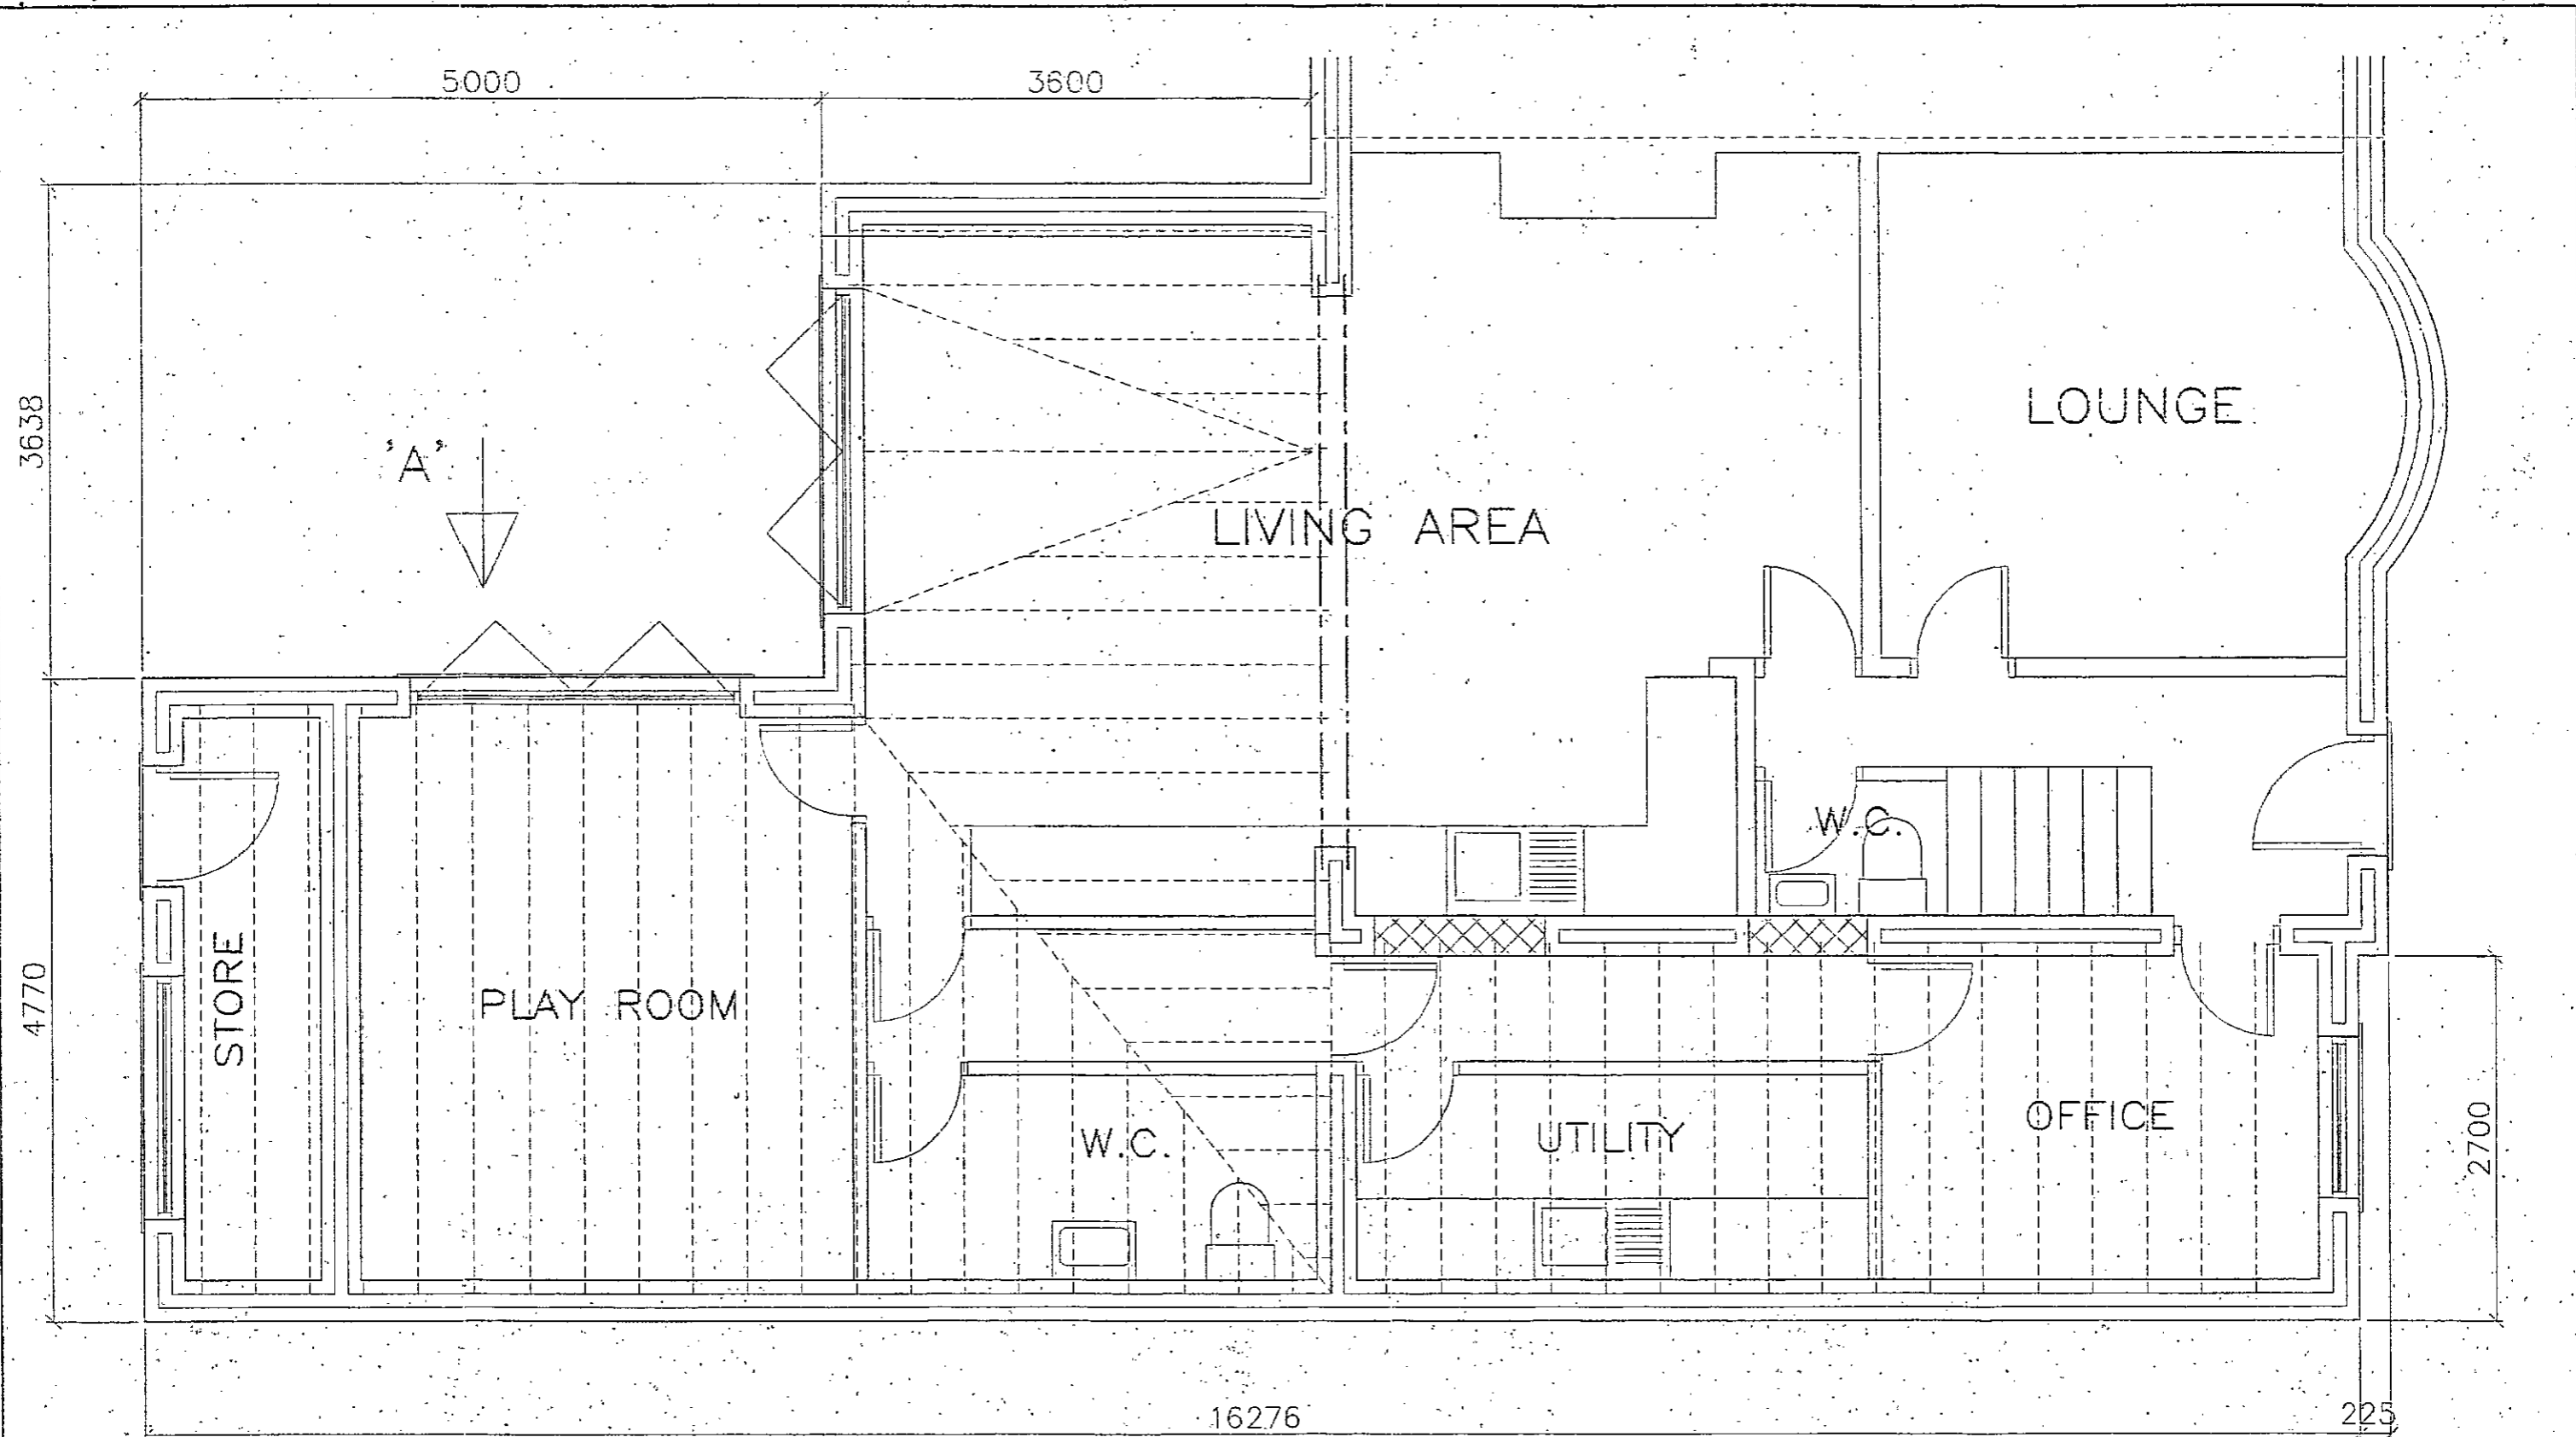 5000
3600
3638
'A'
LOUNGE
LIVING AREA
W.C.
STORE
PLAY ROOM
4770
W.C.
UTILITY
OFFICE
2700
16276
225